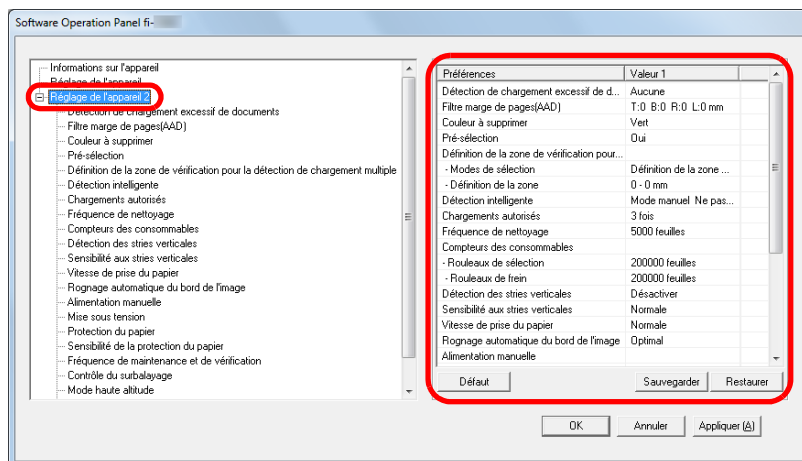 Software Operation Panel fi-
Informations sur l'appareil
Réglage de l'appareil
Réglage de l'appareil 2
Détection de chargement excessif de documents
Filtre marge de pages(AAD)
Couleur à supprimer
Pré-sélection
Définition de la zone de vérification pour la détection de chargement multiple
Détection intelligente
Chargements autorisés
Fréquence de nettoyage
Compteurs des consommables
Détection des stries verticales
Sensibilité aux stries verticales
Vitesse de prise du papier
Rognage automatique du bord de l'image
Alimentation manuelle
Mise sous tension
Protection du papier
Sensibilité de la protection du papier
Fréquence de maintenance et de vérification
Contrôle du surbalayage
Mode haute altitude
Préférences Valeur 1
Détection de chargement excessif de d... Aucune
Filtre marge de pages(AAD) T:0 B:0 R:0 L:0 mm
Couleur à supprimer Vert
Pré-sélection Oui
Définition de la zone de vérification pour...
- Modes de sélection Définition de la zone ...
- Définition de la zone 0 - 0 mm
Détection intelligente Mode manuel Ne pas...
Chargements autorisés 3 fois
Fréquence de nettoyage 5000 feuilles
Compteurs des consommables
- Rouleaux de sélection 200000 feuilles
- Rouleaux de frein 200000 feuilles
Détection des stries verticales Désactiver
Sensibilité aux stries verticales Normale
Vitesse de prise du papier Normale
Rognage automatique du bord de l'image Optimal
Alimentation manuelle
Défaut Sauvegarder Restaurer
OK Annuler Appliquer (A)